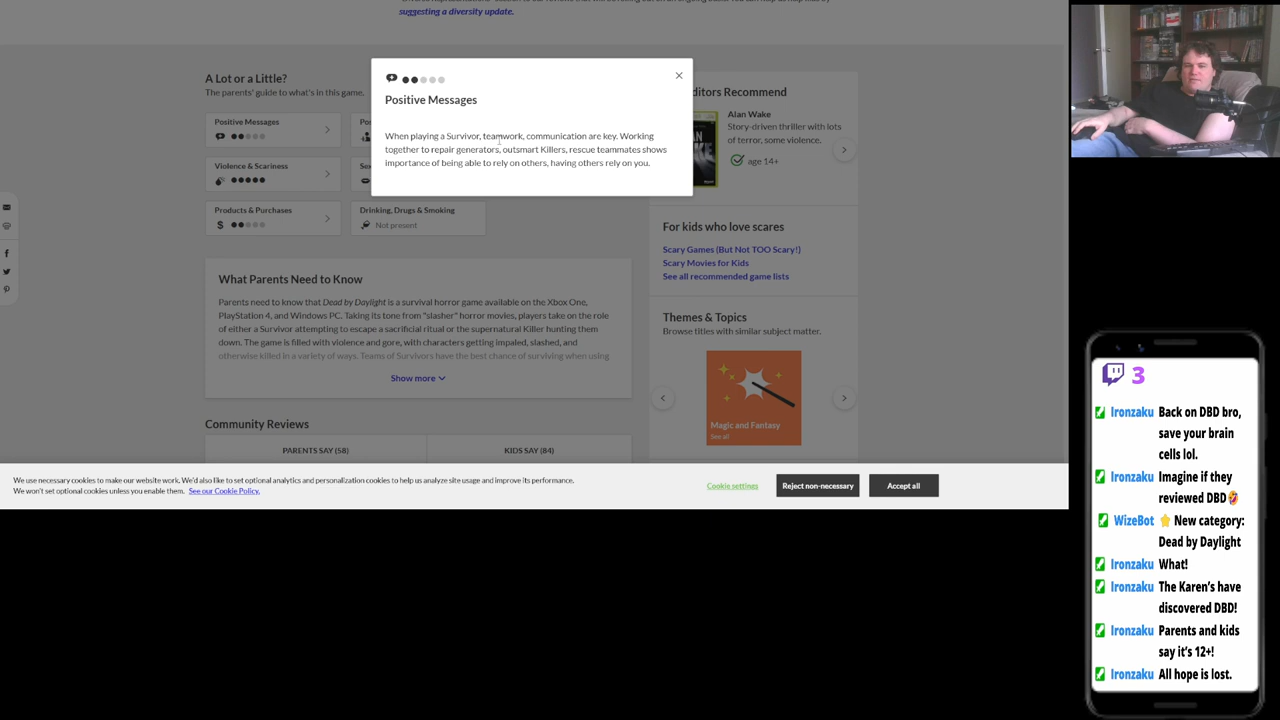 suggesting a diversity update.
A Lot or a Little?
The parents' guide to what's in this game.
Positive Messages
Violence & Scariness
Products & Purchases
$
Drinking, Drugs & Smoking
Not present
Positive Messages
When playing a Survivor, teamwork, communication are key. Working
together to repair generators, outsmart Killers, rescue teammates shows
importance of being able to rely on others, having others rely on you.
What Parents Need to Know
Parents need to know that Dead by Daylight is a survival horror game available on the Xbox One,
PlayStation 4, and Windows PC. Taking its tone from "slasher" horror movies, players take on the role
of either a Survivor attempting to escape a sacrificial ritual or the supernatural Killer hunting them
down. The game is filled with violence and gore, with characters getting impaled, slashed, and
otherwise killed in a variety of ways. Teams of Survivors have the best chance of surviving when using
Show more
Community Reviews
PARENTS SAY (58)
KIDS SAY (84)
ditors Recommend
Alan Wake
Story-driven thriller with lots
of terror, some violence.
age 14+
For kids who love scares
Scary Games (But Not TOO Scary!)
Scary Movies for Kids
See all recommended game lists
Themes & Topics
Browse titles with similar subject matter.
Magic and Fantasy
See all
We use necessary cookies to make our website work. We'd also like to set optional analytics and personalization cookies to help us analyze site usage and improve its performance.
We won't set optional cookies unless you enable them. See our Cookie Policy.
Cookie settings
Reject non-necessary
Accept all
3
Ironzaku Back on DBD bro,
save your brain
cells lol.
Ironzaku Imagine if they
reviewed DBD🤣
WizeBot ⭐ New category:
Dead by Daylight
Ironzaku What!
Ironzaku The Karen's have
discovered DBD!
Ironzaku Parents and kids
say it's 12+!
Ironzaku All hope is lost.